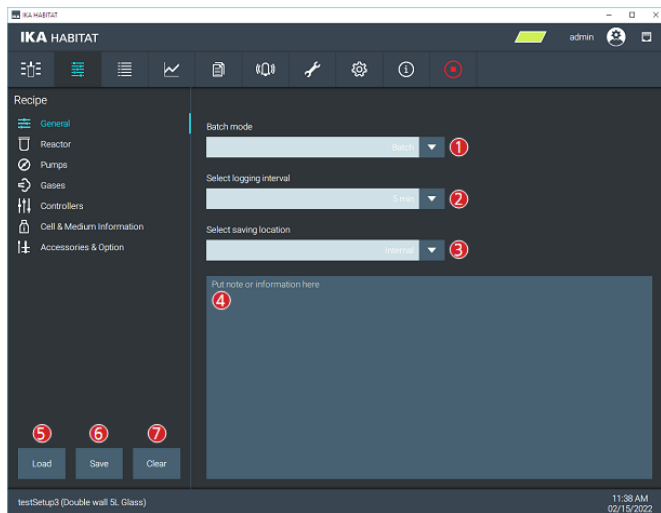 IKA HABITAT
IKA HABITAT
admin
Recipe
General
Reactor
Pumps
Gases
Controllers
Cell & Medium Information
Accessories & Option
Batch mode
Batch
1
Select logging interval
5 min
2
Select saving location
Internal
3
Put note or information here
4
5
6
7
Load
Save
Clear
testSetup3 (Double wall 5L Glass)
11:38 AM
02/15/2022